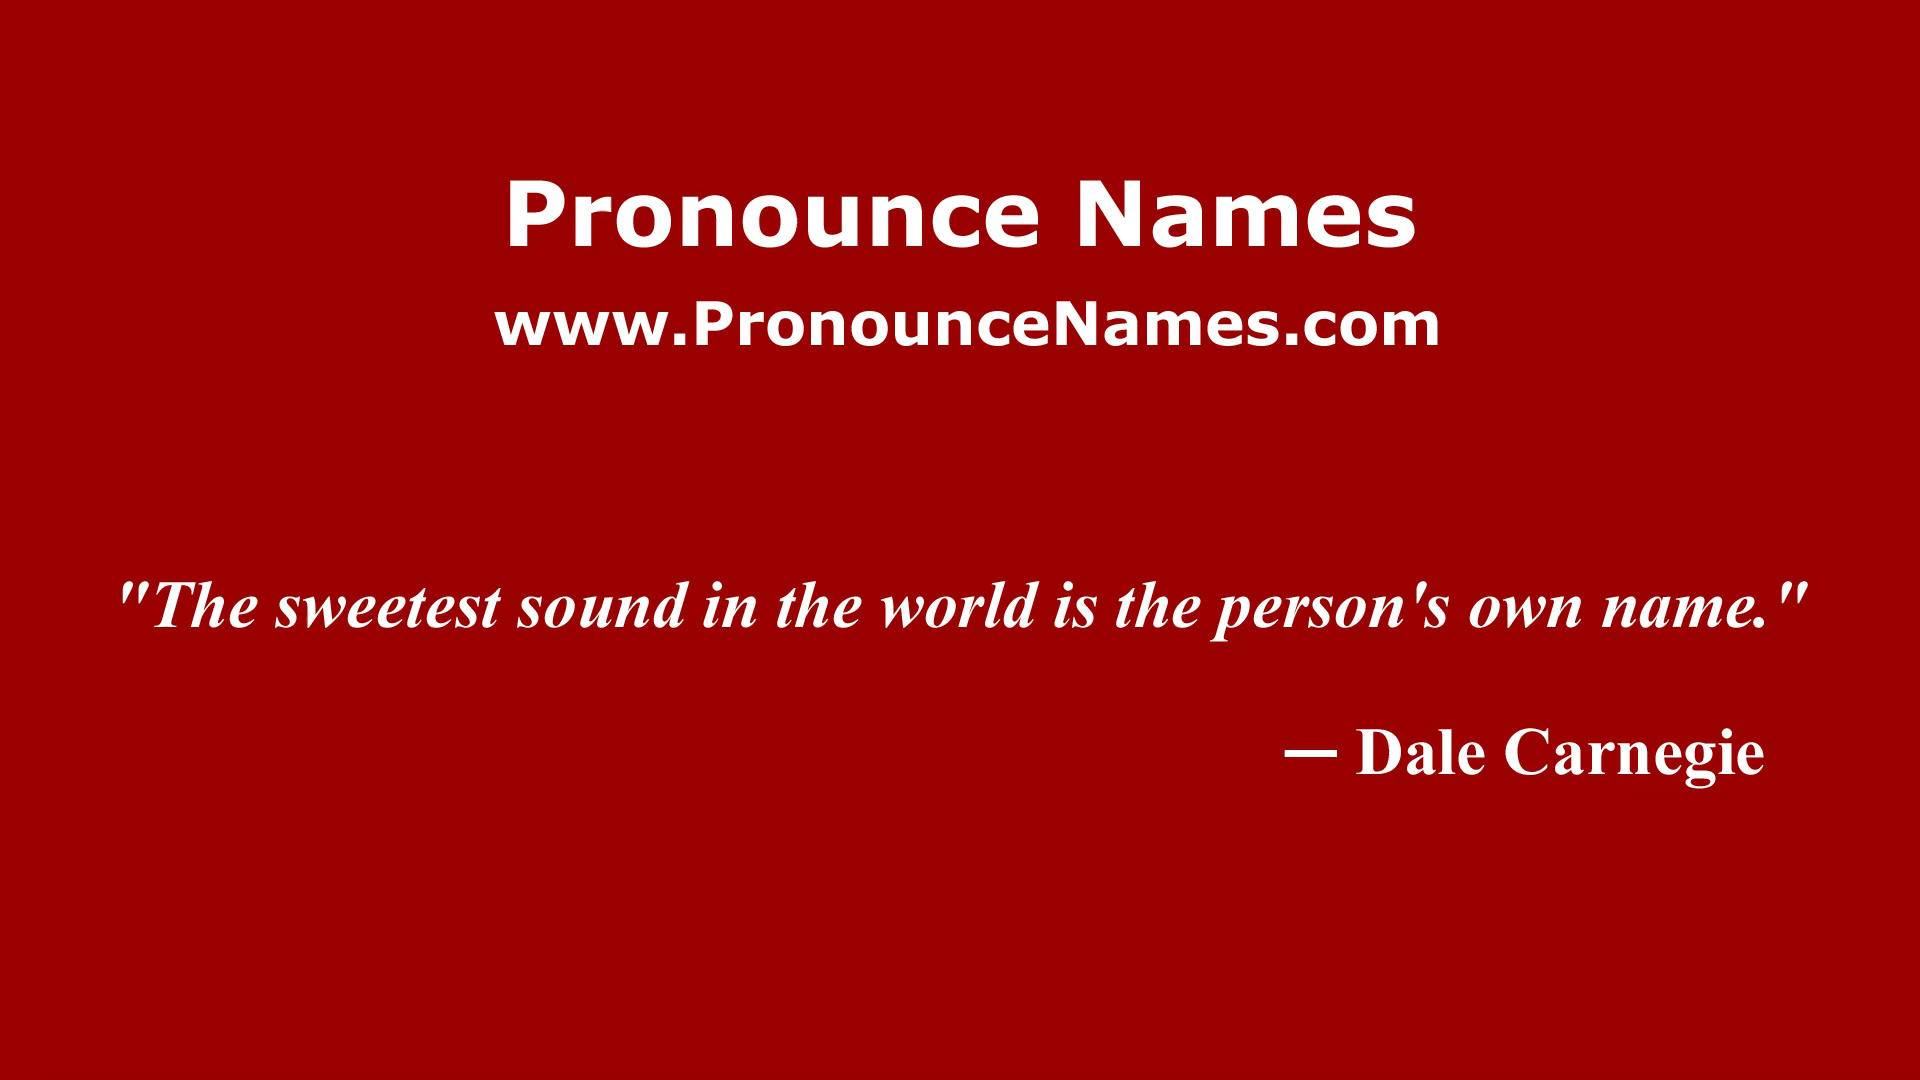 Pronounce Names
www.PronounceNames.com
"The sweetest sound in the world is the person's own name."
— Dale Carnegie